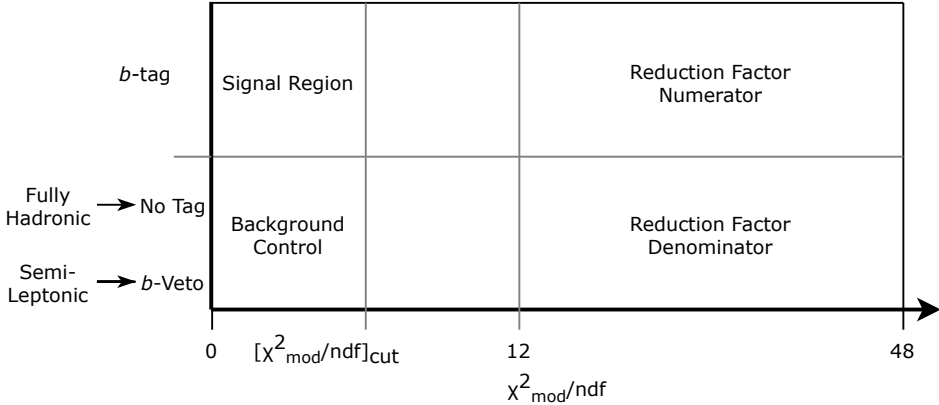 b-tag
Signal Region
Reduction Factor
Numerator
Fully
Hadronic
No Tag
Background
Control
Reduction Factor
Denominator
Semi-
Leptonic
b-Veto
0
[χ²mod/ndf]cut
12
48
χ²mod/ndf